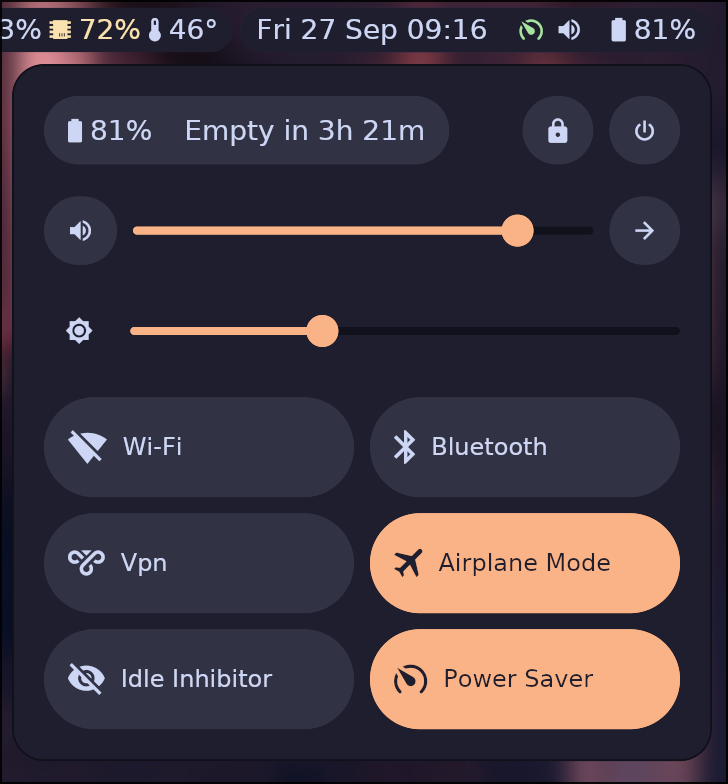 3% 72% 46° Fri 27 Sep 09:16 81%
81% Empty in 3h 21m
Wi-Fi Bluetooth
Vpn Airplane Mode
Idle Inhibitor Power Saver